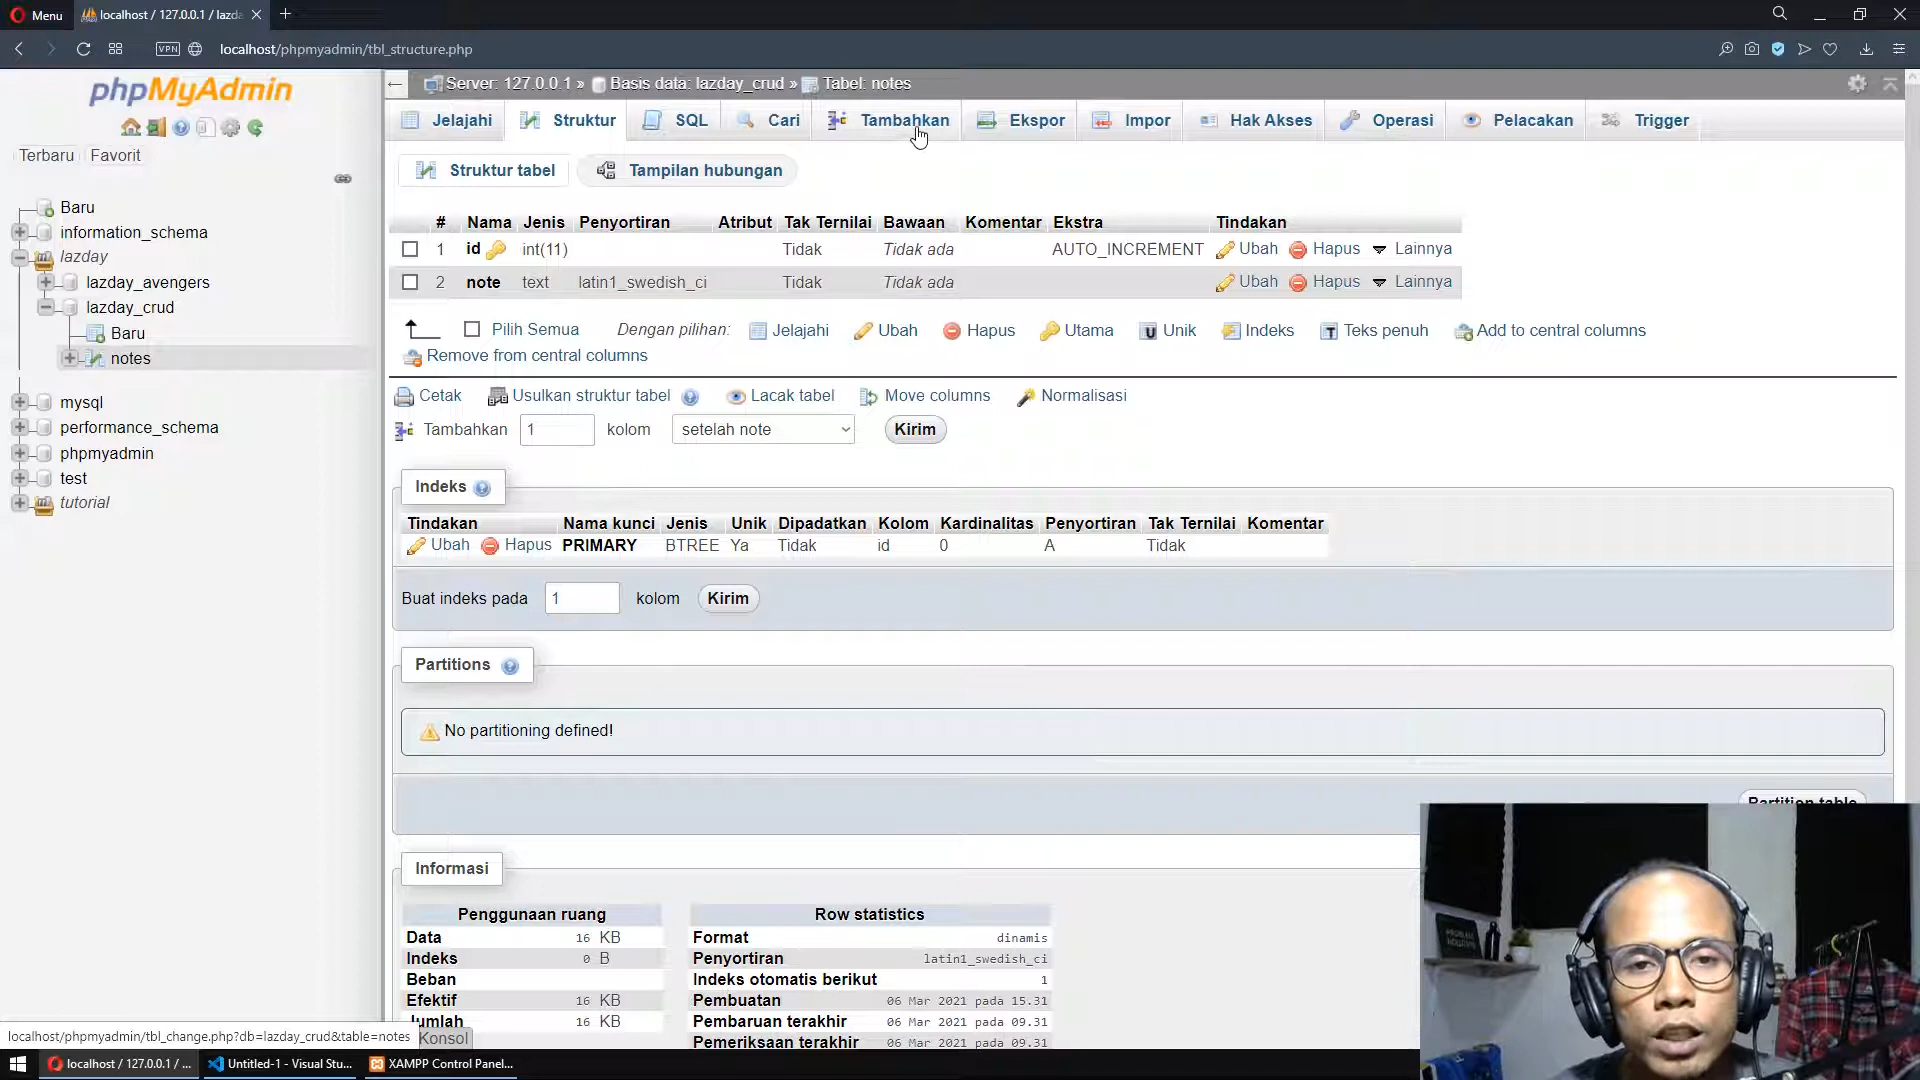 Menu
localhost / 127.0.0.1 / lazda
VPN
localhost/phpmyadmin/tbl_structure.php
phpMyAdmin
Terbaru Favorit
Baru
information_schema
lazday
lazday_avengers
lazday_crud
Baru
notes
mysql
performance_schema
phpmyadmin
test
tutorial
Server: 127.0.0.1 » Basis data: lazday_crud » Tabel: notes
Jelajahi Struktur SQL Cari Tambahkan Ekspor Impor Hak Akses Operasi Pelacakan Trigger
Struktur tabel Tampilan hubungan
# Nama Jenis Penyortiran Atribut Tak Ternilai Bawaan Komentar Ekstra Tindakan
1 id int(11) Tidak Tidak ada AUTO_INCREMENT Ubah Hapus Lainnya
2 note text latin1_swedish_ci Tidak Tidak ada Ubah Hapus Lainnya
Pilih Semua Dengan pilihan: Jelajahi Ubah Hapus Utama Unik Indeks Teks penuh Add to central columns
Remove from central columns
Cetak Usulkan struktur tabel Lacak tabel Move columns Normalisasi
Tambahkan 1 kolom setelah note Kirim
Indeks
Tindakan Nama kunci Jenis Unik Dipadatkan Kolom Kardinalitas Penyortiran Tak Ternilai Komentar
Ubah Hapus PRIMARY BTREE Ya Tidak id 0 A Tidak
Buat indeks pada 1 kolom Kirim
Partitions
No partitioning defined!
Partition table
Informasi
Penggunaan ruang
Data 16 KB
Indeks 0 B
Beban
Efektif 16 KB
Jumlah 16 KB
Row statistics
Format dinamis
Penyortiran latin1_swedish_ci
Indeks otomatis berikut 1
Pembuatan 06 Mar 2021 pada 15.31
Pembaruan terakhir 06 Mar 2021 pada 09.31
Pemeriksaan terakhir 06 Mar 2021 pada 09.31
localhost/phpmyadmin/tbl_change.php?db=lazday_crud&table=notes
Konsol
localhost / 127.0.0.1 / ...
Untitled-1 - Visual Stu...
XAMPP Control Panel...